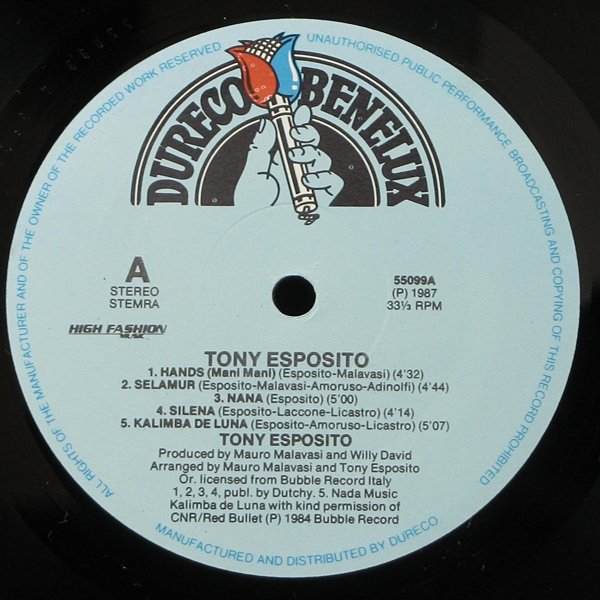 DURECO BENELUX
UNAUTHORISED PUBLIC PERFORMANCE, BROADCASTING AND COPYING OF THIS RECORD PROHIBITED.
ALL RIGHTS OF THE MANUFACTURER AND OF THE OWNER OF THE RECORDED WORK RESERVED
A
STEREO
STEMRA
HIGH FASHION
MUSIC
55099A
(P) 1987
33⅓ RPM
TONY ESPOSITO
1. HANDS (Mani Mani) (Esposito-Malavasi) (4'32)
2. SELAMUR (Esposito-Malavasi-Amoruso-Adinolfi) (4'44)
3. NANA (Esposito) (5'00)
4. SILENA (Esposito-Laccone-Licastro) (4'14)
5. KALIMBA DE LUNA (Esposito-Amoruso-Licastro) (5'07)
TONY ESPOSITO
Produced by Mauro Malavasi and Willy David
Arranged by Mauro Malavasi and Tony Esposito
Or. licensed from Bubble Record Italy
1, 2, 3, 4, publ. by Dutchy. 5. Nada Music
Kalimba de Luna with kind permission of
CNR/Red Bullet (P) 1984 Bubble Record
MANUFACTURED AND DISTRIBUTED BY DURECO